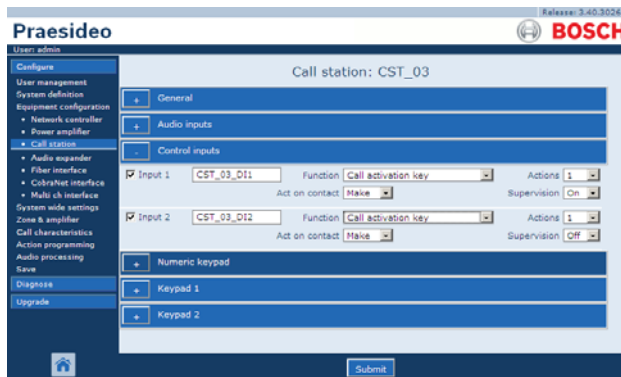 Release: 3.40.3026
Praesideo
BOSCH
User: admin
Configure
User management
System definition
Equipment configuration
• Network controller
• Power amplifier
• Call station
• Audio expander
• Fiber interface
• CobraNet interface
• Multi ch interface
System wide settings
Zone & amplifier
Call characteristics
Action programming
Audio processing
Save
Diagnose
Upgrade
Call station: CST_03
+ General
+ Audio inputs
- Control inputs
Input 1 CST_03_DI1 Function Call activation key Actions 1
Act on contact Make Supervision On
Input 2 CST_03_DI2 Function Call activation key Actions 1
Act on contact Make Supervision Off
+ Numeric keypad
+ Keypad 1
+ Keypad 2
Submit